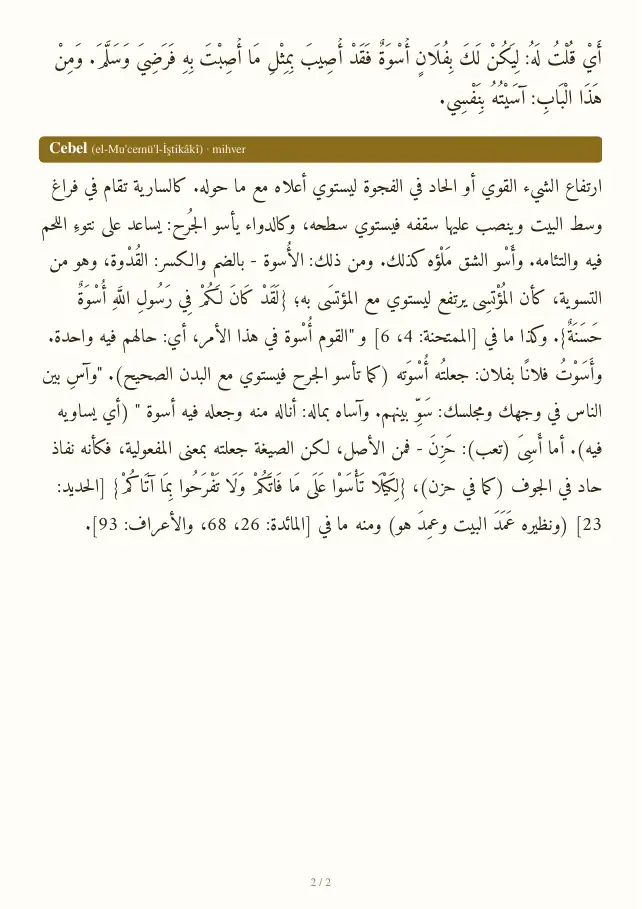 أَيْ قُلْتُ لَهُ: لِيَكُنْ لَكَ بِفُلَانٍ أُسْوَةٌ فَقَدْ أُصِيبَ بِمِثْلِ مَا أُصِبْتَ بِهِ فَرَضِيَ وَسَلَّمَ. وَمِنْ
هَذَا الْبَابِ: آسَيْتُهُ بِنَفْسِي.
Cebel (el-Mu'cemü'l-İştikâkî) · mihver
ارتفاع الشيء القوي أو الحاد في الفجوة ليستوي أعلاه مع ما حوله. كالسارية تقام في فراغ
وسط البيت وينصب عليها سقفه فيستوي سطحه، وكالدواء يأسو الجُرح: يساعد على نتوءِ اللحم
فيه والتئامه. وأَسْو الشق مَلْؤه كذلك. ومن ذلك: الأُسوة - بالضم والكسر: القُدْوة، وهو من
التسوية، كأن المُؤْتسِى يرتفع ليستوي مع المؤتسَى به؛ {لَقَدْ كَانَ لَكُمْ فِي رَسُولِ اللَّهِ أُسْوَةٌ
حَسَنَةٌ}. وكذا ما في [الممتحنة: 4، 6] و "القوم أُسْوة في هذا الأمر، أي: حالهم فيه واحدة.
وأَسَوْتُ فلانًا بفلان: جعلتُه أُسْوَته (كما تأسو الجرح فيستوي مع البدن الصحيح). "وآسِ بين
الناس في وجهك ومجلسك: سَوِّ بينهم. وآساه بماله: أناله منه وجعله فيه أسوة " (أي يساويه
فيه). أما أَسِىَ (تعب): حَزِنَ - فمن الأصل، لكن الصيغة جعلته بمعنى المفعولية، فكأنه نفاذ
حاد في الجوف (كما في حزن)، {لِكَيْلَا تَأْسَوْا عَلَى مَا فَاتَكُمْ وَلَا تَفْرَحُوا بِمَا آتَاكُمْ} [الحديد:
23] (ونظيره عَمَدَ البيت وعمِدَ هو) ومنه ما في [المائدة: 26، 68، والأعراف: 93].
2 / 2